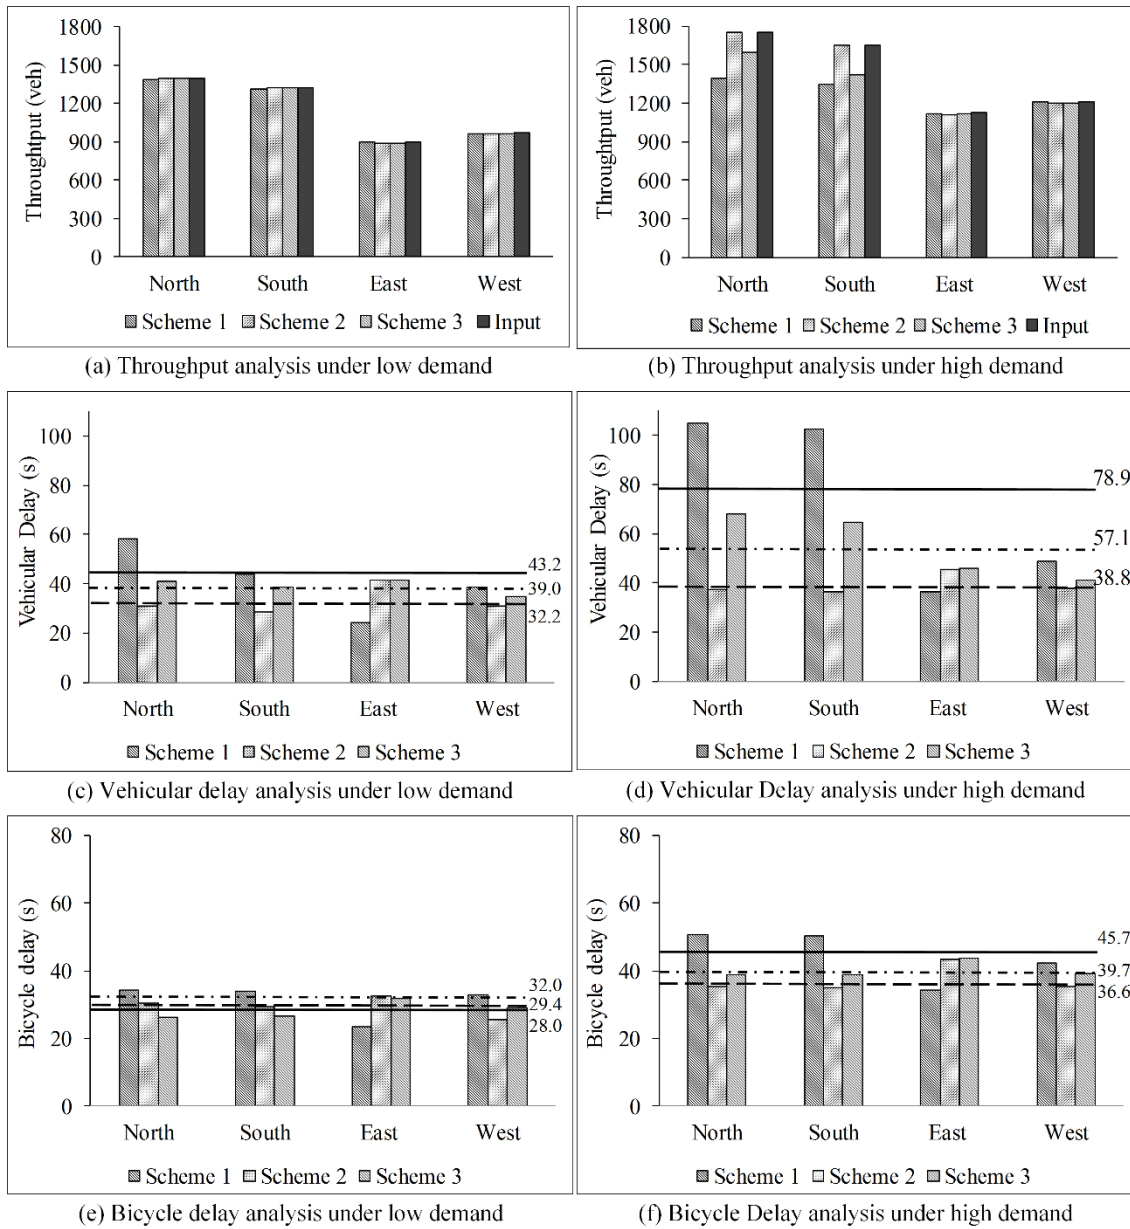 1800
1500
1200
900
600
300
0
Throughtput (veh)
North South East West
Scheme 1 Scheme 2 Scheme 3 Input
(a) Throughput analysis under low demand
1800
1500
1200
900
600
300
0
Throughtput (veh)
North South East West
Scheme 1 Scheme 2 Scheme 3 Input
(b) Throughput analysis under high demand
100
80
60
40
20
0
Vehicular Delay (s)
43.2
39.0
32.2
North South East West
Scheme 1 Scheme 2 Scheme 3
(c) Vehicular delay analysis under low demand
100
80
60
40
20
0
Vehicular Delay (s)
78.9
57.1
38.8
North South East West
Scheme 1 Scheme 2 Scheme 3
(d) Vehicular Delay analysis under high demand
80
60
40
20
0
Bicycle delay (s)
32.0
29.4
28.0
North South East West
Scheme 1 Scheme 2 Scheme 3
(e) Bicycle delay analysis under low demand
80
60
40
20
0
Bicycle delay (s)
45.7
39.7
36.6
North South East West
Scheme 1 Scheme 2 Scheme 3
(f) Bicycle Delay analysis under high demand